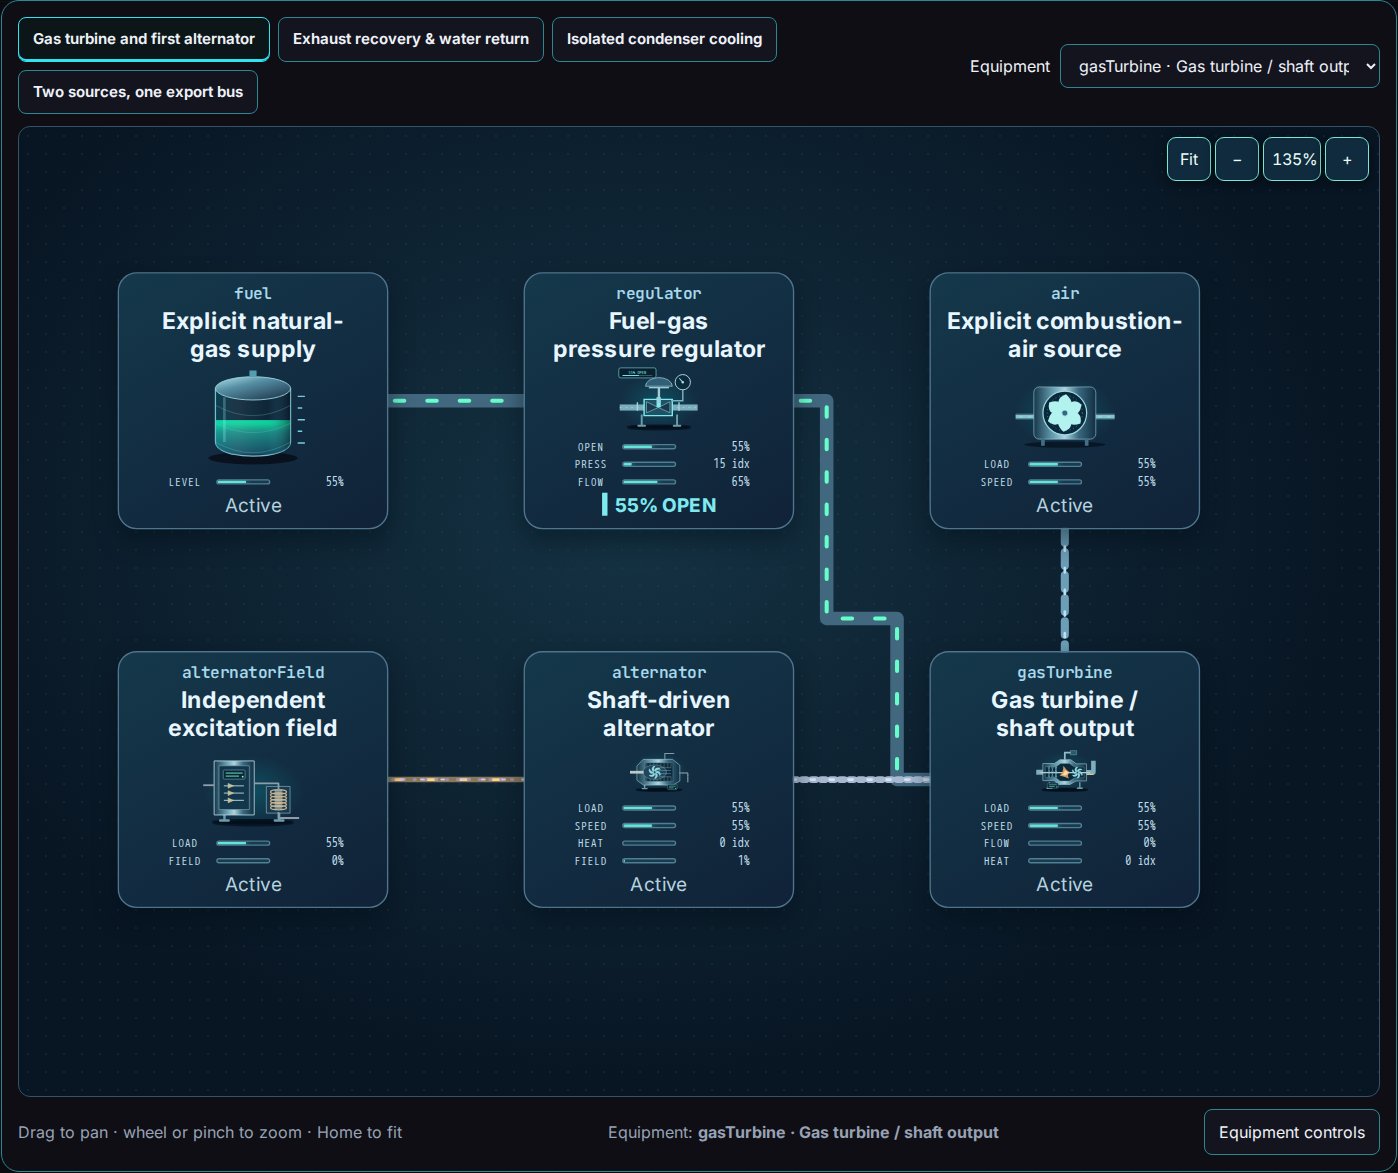 Gas turbine and first alternator
Exhaust recovery & water return
Isolated condenser cooling
Two sources, one export bus
Equipment
gasTurbine · Gas turbine / shaft outp
Fit
−
135%
+
fuel
Explicit natural-
gas supply
LEVEL 55%
Active
regulator
Fuel-gas
pressure regulator
55% OPEN
OPEN 55%
PRESS 15 idx
FLOW 65%
55% OPEN
air
Explicit combustion-
air source
LOAD 55%
SPEED 55%
Active
alternatorField
Independent
excitation field
LOAD 55%
FIELD 0%
Active
alternator
Shaft-driven
alternator
LOAD 55%
SPEED 55%
HEAT 0 idx
FIELD 1%
Active
gasTurbine
Gas turbine /
shaft output
LOAD 55%
SPEED 55%
FLOW 0%
HEAT 0 idx
Active
Drag to pan · wheel or pinch to zoom · Home to fit
Equipment: gasTurbine · Gas turbine / shaft output
Equipment controls